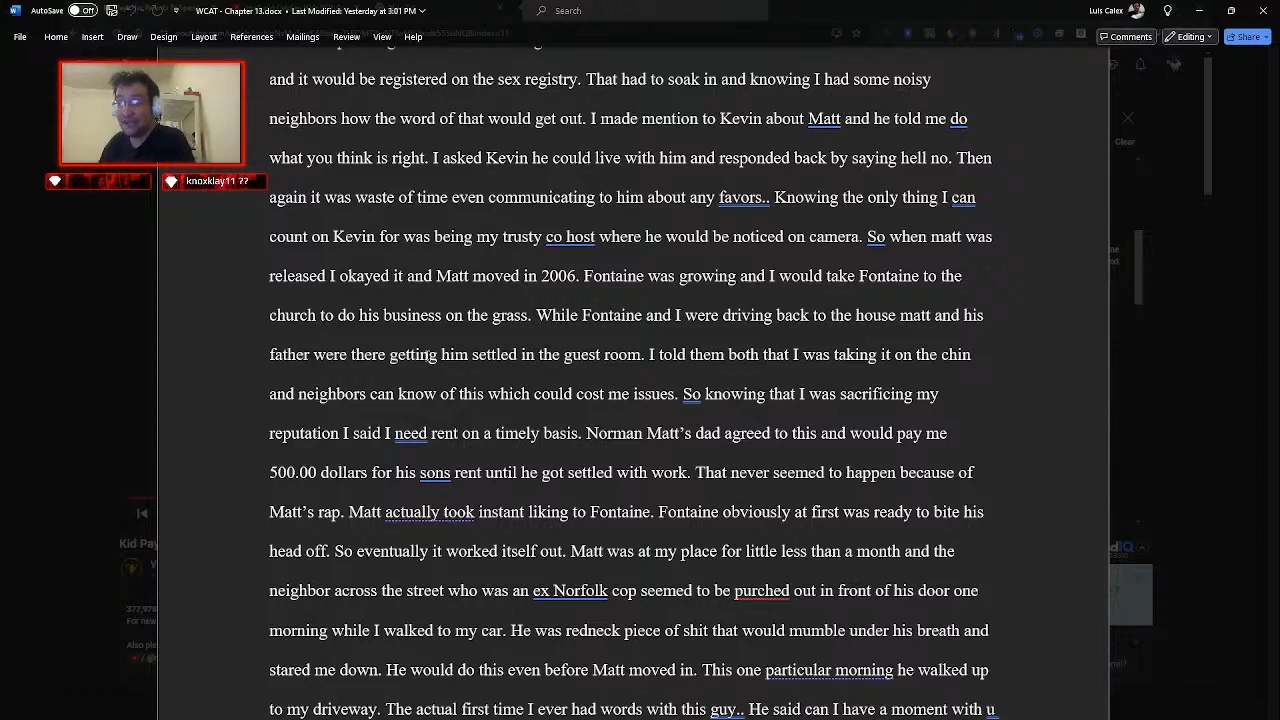 AutoSave Off WCAT - Chapter 13.docx • Last Modified: Yesterday at 3:01 PM Search Luis Calex
File Home Insert Draw Design Layout References Mailings Review View Help Comments Editing Share
and it would be registered on the sex registry. That had to soak in and knowing I had some noisy
neighbors how the word of that would get out. I made mention to Kevin about Matt and he told me do
Clear
what you think is right. I asked Kevin he could live with him and responded back by saying hell no. Then
knoxklay11 ??
again it was waste of time even communicating to him about any favors.. Knowing the only thing I can
count on Kevin for was being my trusty co host where he would be noticed on camera. So when matt was
released I okayed it and Matt moved in 2006. Fontaine was growing and I would take Fontaine to the
church to do his business on the grass. While Fontaine and I were driving back to the house matt and his
father were there getting him settled in the guest room. I told them both that I was taking it on the chin
and neighbors can know of this which could cost me issues. So knowing that I was sacrificing my
reputation I said I need rent on a timely basis. Norman Matt’s dad agreed to this and would pay me
500.00 dollars for his sons rent until he got settled with work. That never seemed to happen because of
Matt’s rap. Matt actually took instant liking to Fontaine. Fontaine obviously at first was ready to bite his
Kid Pay
head off. So eventually it worked itself out. Matt was at my place for little less than a month and the
neighbor across the street who was an ex Norfolk cop seemed to be purched out in front of his door one
377,978
For new
morning while I walked to my car. He was redneck piece of shit that would mumble under his breath and
Also ple
stared me down. He would do this even before Matt moved in. This one particular morning he walked up
to my driveway. The actual first time I ever had words with this guy.. He said can I have a moment with u